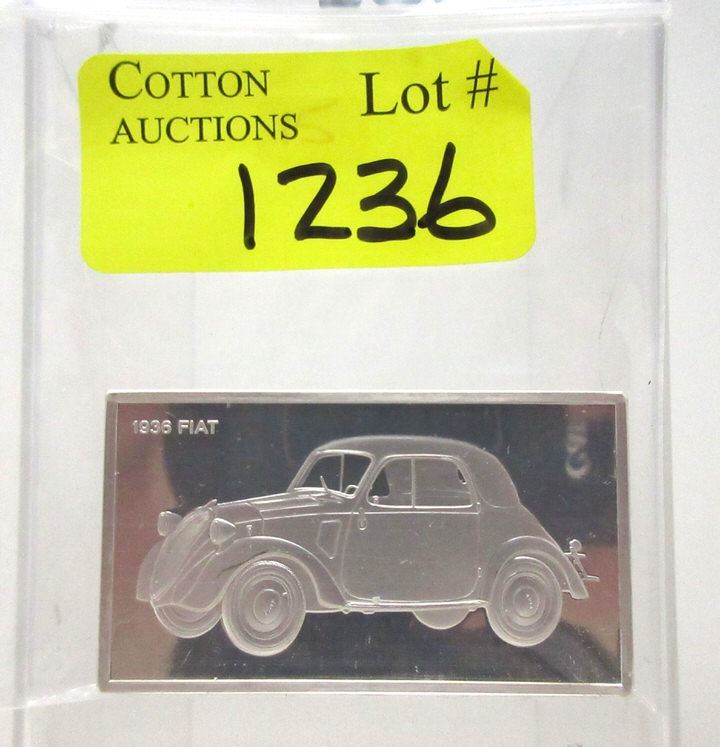 COTTON AUCTIONS Lot #
1236
1936 FIAT